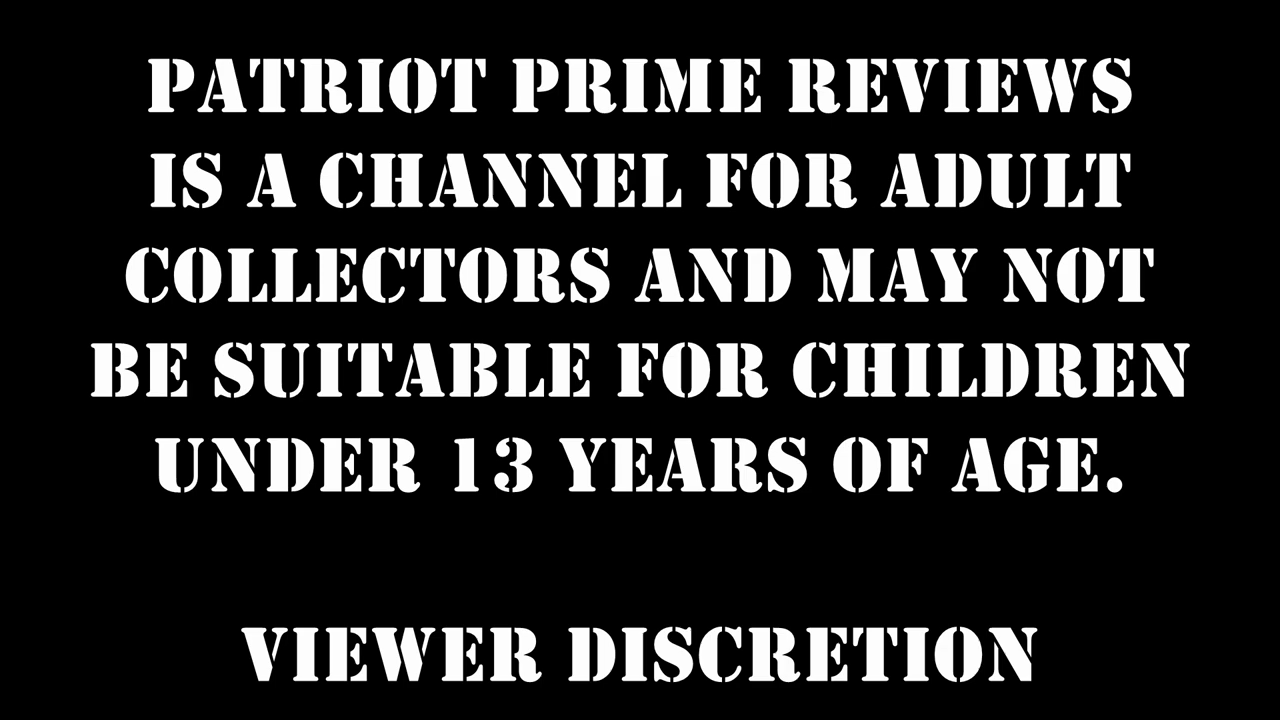 PATRIOT PRIME REVIEWS
IS A CHANNEL FOR ADULT
COLLECTORS AND MAY NOT
BE SUITABLE FOR CHILDREN
UNDER 13 YEARS OF AGE.
VIEWER DISCRETION